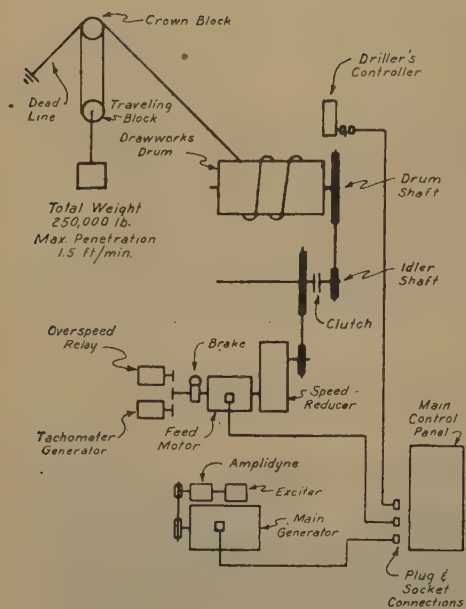 Crown Block
Driller's
Controller
Dead
Line
Traveling
Block
Drawworks
Drum
Drum
Shaft
Total Weight
250,000 lb.
Max. Penetration
1.5 ft/min.
Idler
Shaft
Clutch
Overspeed
Relay
Brake
Speed
Reducer
Main
Control
Panel
Tachometer
Generator
Feed
Motor
Amplidyne
Exciter
Main
Generator
Plug &
Socket
Connections